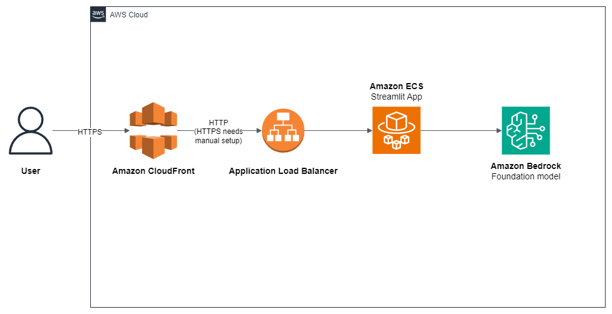 aws
AWS Cloud
User
HTTPS
Amazon CloudFront
HTTP
(HTTPS needs
manual setup)
Application Load Balancer
Amazon ECS
Streamlit App
Amazon Bedrock
Foundation model